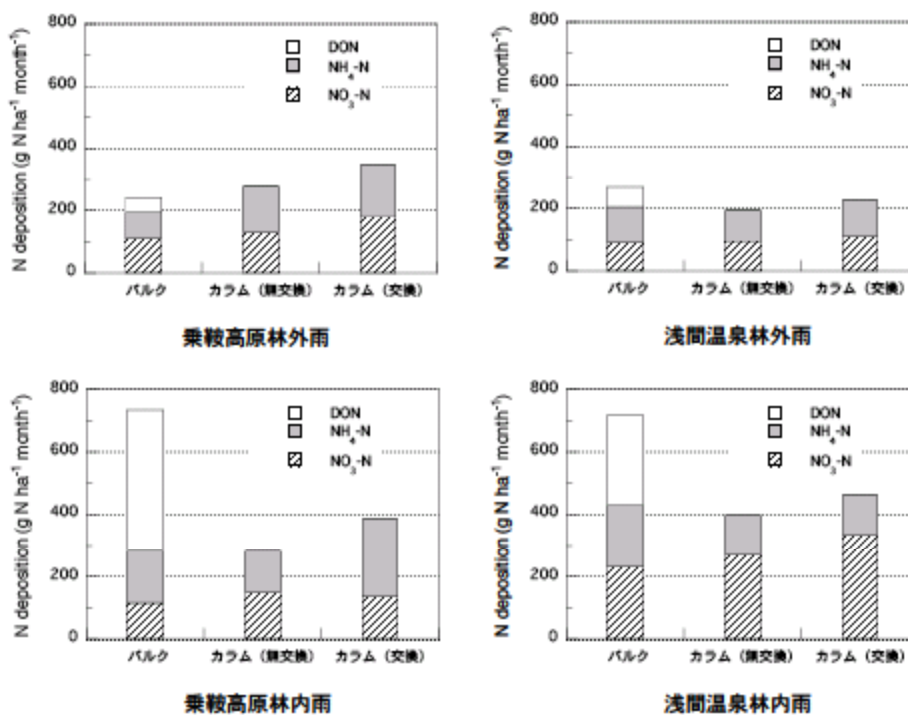 N deposition (g N ha⁻¹ month⁻¹)
800
600
400
200
0
DON
NH₄-N
NO₃-N
バルク
カラム（無交換）
カラム（交換）
乗鞍高原林外雨
N deposition (g N ha⁻¹ month⁻¹)
800
600
400
200
0
DON
NH₄-N
NO₃-N
バルク
カラム（無交換）
カラム（交換）
浅間温泉林外雨
N deposition (g N ha⁻¹ month⁻¹)
800
600
400
200
0
DON
NH₄-N
NO₃-N
バルク
カラム（無交換）
カラム（交換）
乗鞍高原林内雨
N deposition (g N ha⁻¹ month⁻¹)
800
600
400
200
0
DON
NH₄-N
NO₃-N
バルク
カラム（無交換）
カラム（交換）
浅間温泉林内雨